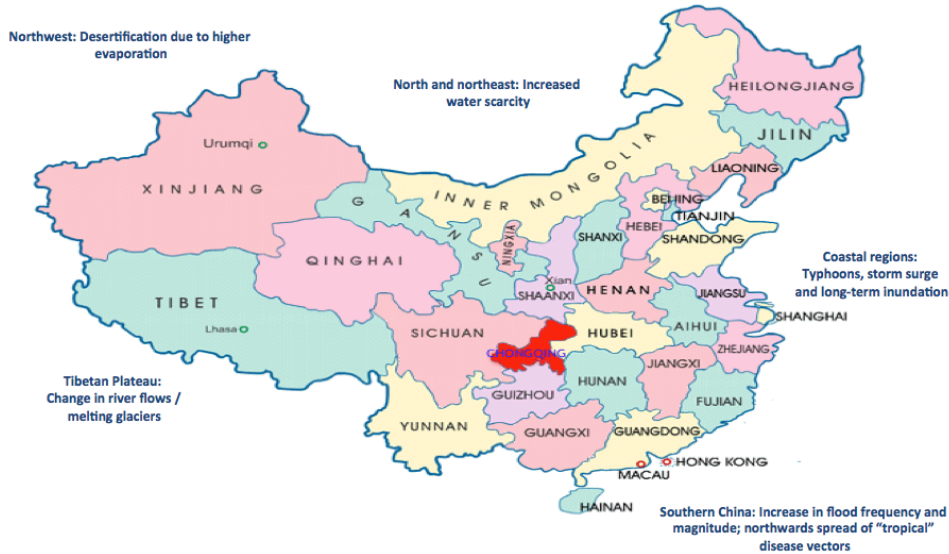 Northwest: Desertification due to higher
evaporation
North and northeast: Increased
water scarcity
HEILONGJIANG
JILIN
LIAONING
INNER MONGOLIA
Urumqi
XINJIANG
GANSU
BEIJING
TIANJIN
HEBEI
SHANXI
SHANDONG
NINGXIA
QINGHAI
Xian
SHAANXI
HENAN
JIANGSU
Coastal regions:
Typhoons, storm surge
and long-term inundation
TIBET
Lhasa
SICHUAN
HUBEI
AIHUI
SHANGHAI
CHONGQING
ZHEJIANG
JIANGXI
HUNAN
Tibetan Plateau:
Change in river flows /
melting glaciers
GUIZHOU
FUJIAN
YUNNAN
GUANGXI
GUANGDONG
HONG KONG
MACAU
HAINAN
Southern China: Increase in flood frequency and
magnitude; northwards spread of “tropical”
disease vectors